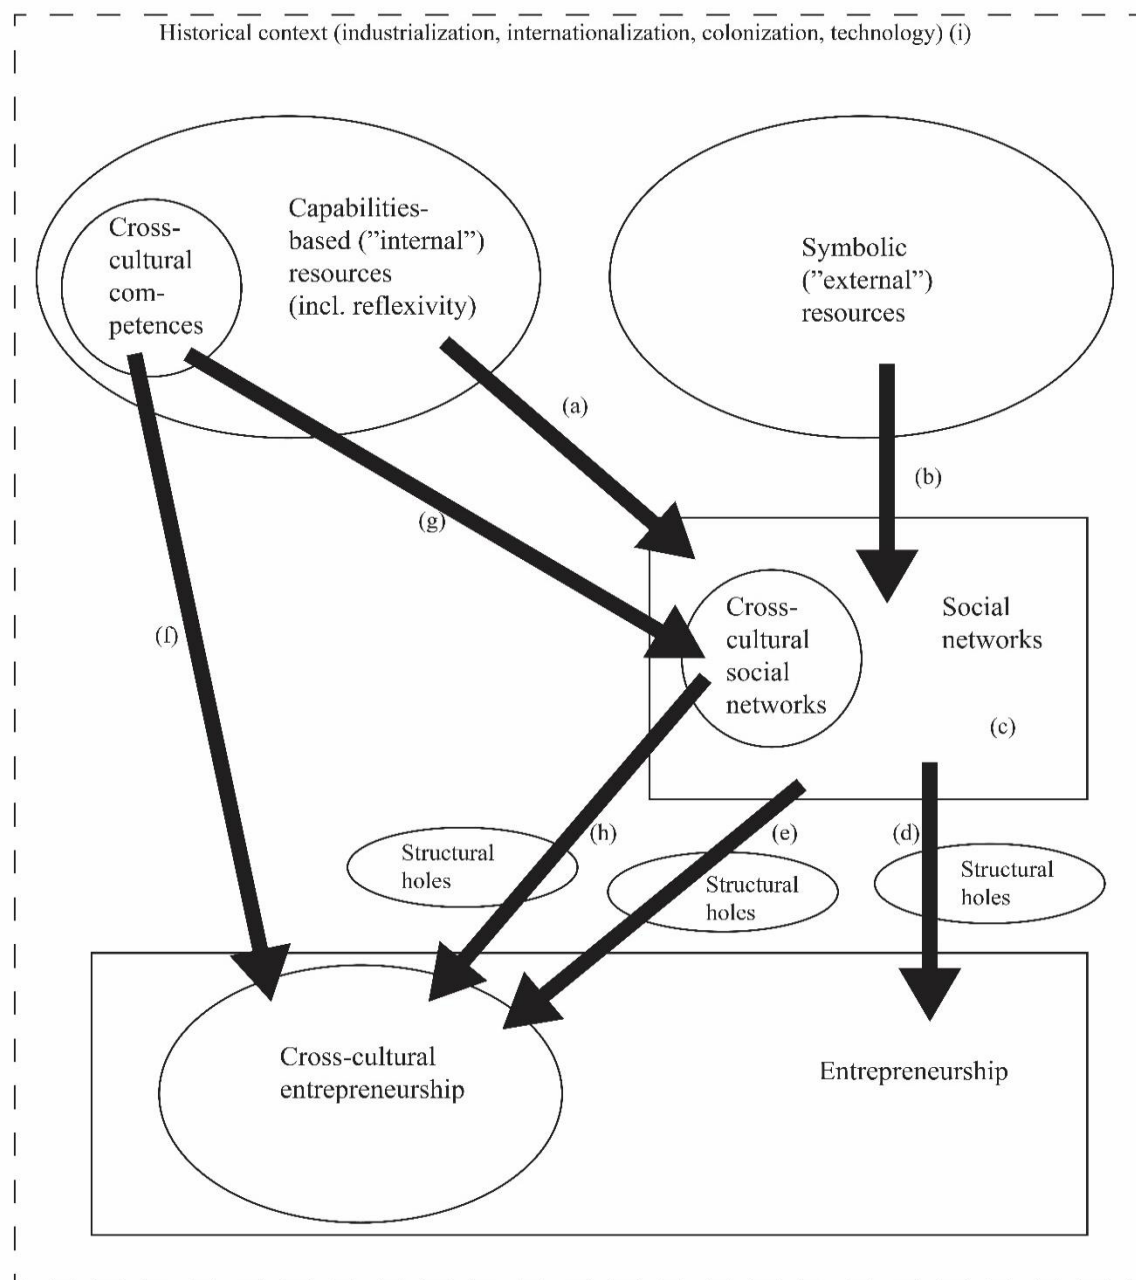 Historical context (industrialization, internationalization, colonization, technology) (i)
Cross-
cultural
com-
petences
Capabilities-
based ("internal")
resources
(incl. reflexivity)
Symbolic
("external")
resources
(a)
(b)
(g)
(f)
Cross-
cultural
social
networks
Social
networks
(c)
(h)
(e)
(d)
Structural
holes
Structural
holes
Structural
holes
Cross-cultural
entrepreneurship
Entrepreneurship